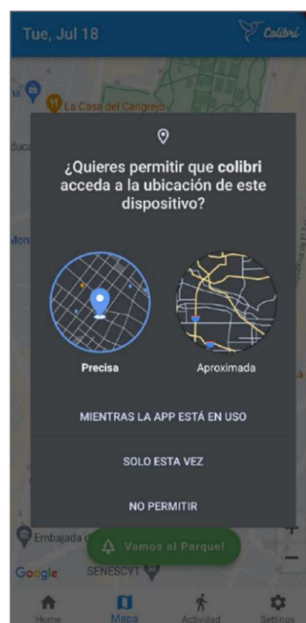 Tue, Jul 18
Colibrí
La Casa del Cangrejo
¿Quieres permitir que colibri
acceda a la ubicación de este
dispositivo?
Precisa
Aproximada
MIENTRAS LA APP ESTÁ EN USO
SOLO ESTA VEZ
NO PERMITIR
Embajada
Vamos al Parque!
Google
SENESCYT
Home
Mapa
Actividad
Settings